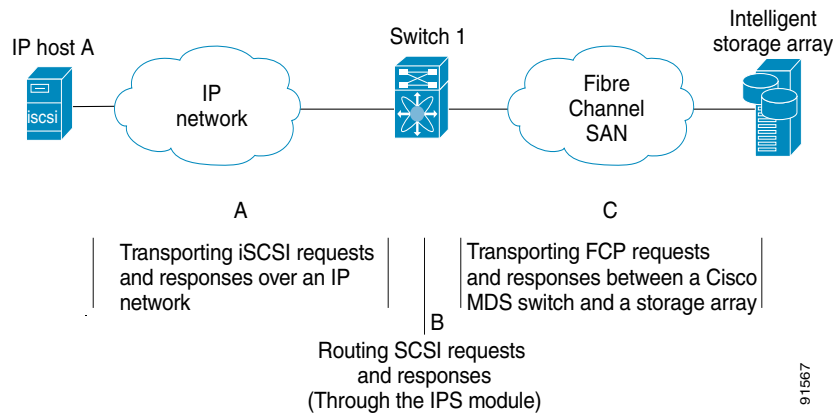 IP host A
Switch 1
Intelligent
storage array
iscsi
IP
network
Fibre
Channel
SAN
A
C
Transporting iSCSI requests
and responses over an IP
network
Transporting FCP requests
and responses between a Cisco
MDS switch and a storage array
B
Routing SCSI requests
and responses
(Through the IPS module)
91567